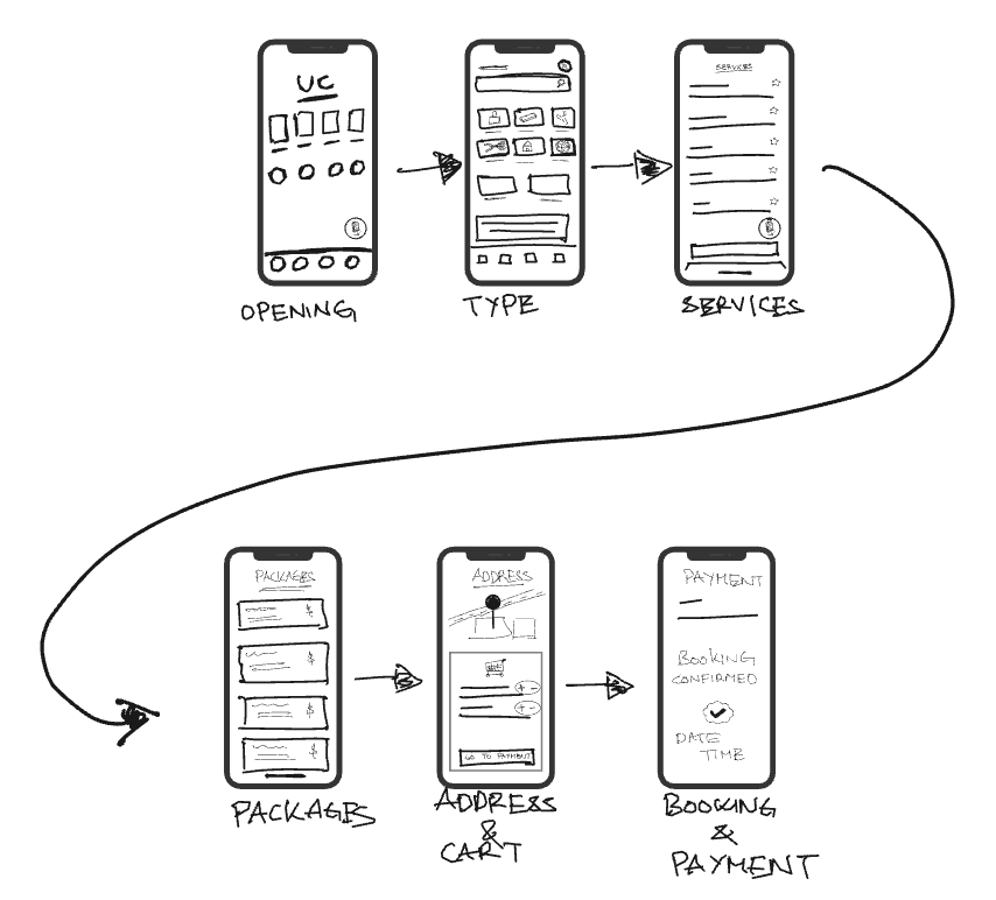 UC
OPENING
TYPE
SERVICES
SERVICES
PACKAGES
$
$
$
$
PACKAGES
ADDRESS
+ -
+ -
GO TO PAYMENT
ADDRESS
&
CART
PAYMENT
BOOKING
CONFIRMED
DATE
TIME
BOOKING
&
PAYMENT